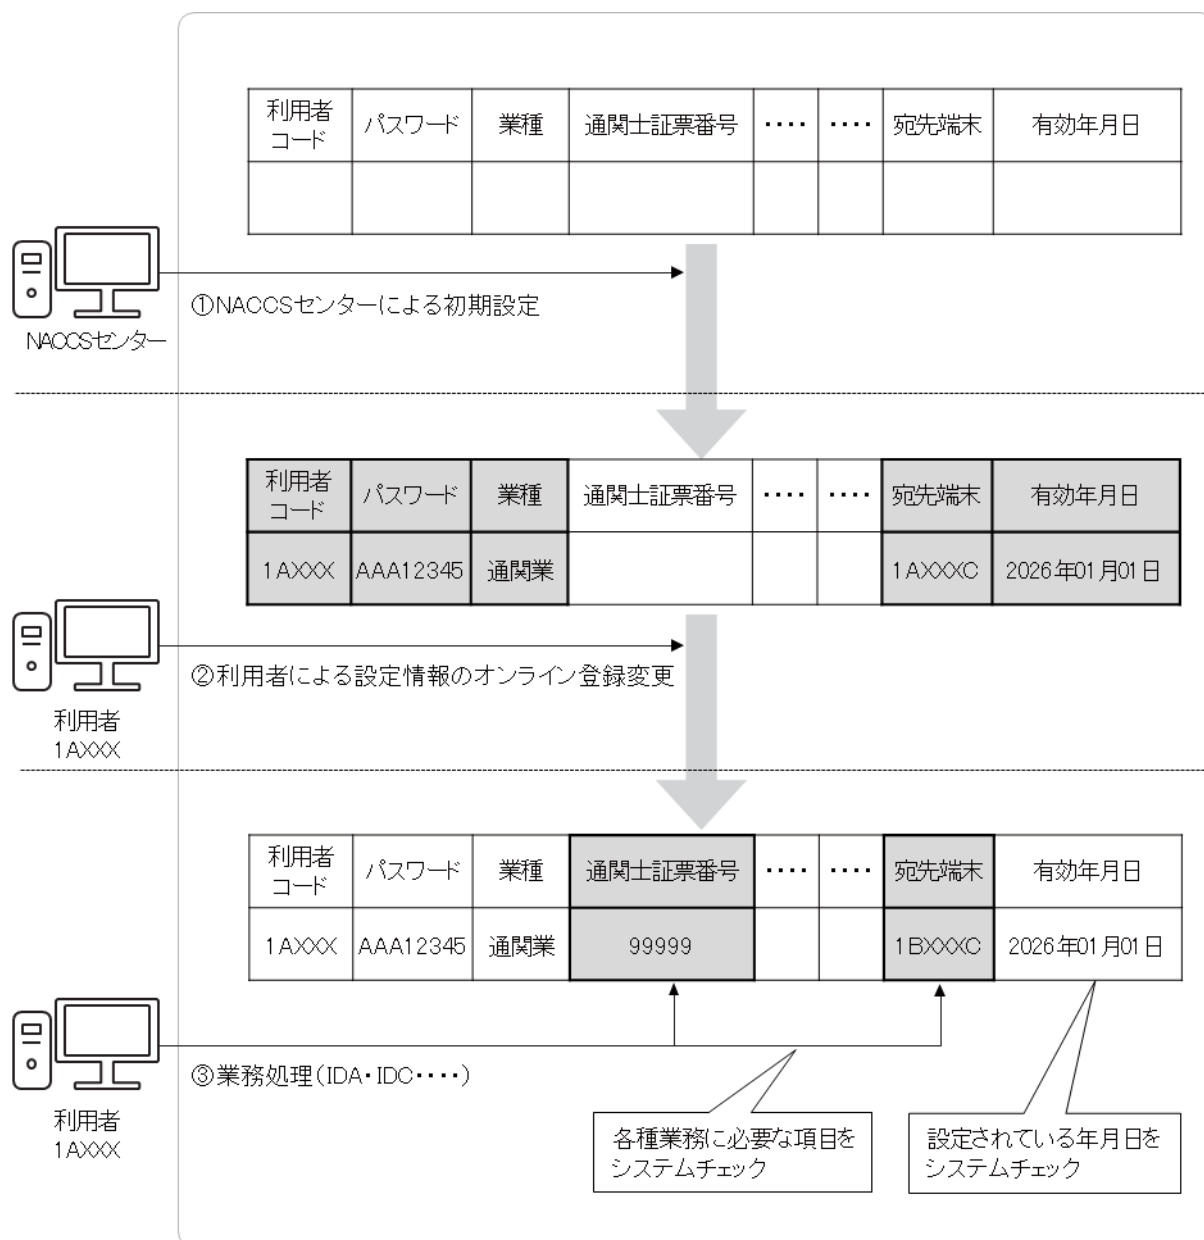 利用者
コード
パスワード
業種
通関士証票番号
････
････
宛先端末
有効年月日
①NACCSセンターによる初期設定
NACCSセンター
利用者
コード
パスワード
業種
通関士証票番号
････
････
宛先端末
有効年月日
1AXXX
AAA12345
通関業
1AXXXC
2026年01月01日
②利用者による設定情報のオンライン登録変更
利用者
1AXXX
利用者
コード
パスワード
業種
通関士証票番号
････
････
宛先端末
有効年月日
1AXXX
AAA12345
通関業
99999
1BXXXC
2026年01月01日
③業務処理(IDA･IDC････)
利用者
1AXXX
各種業務に必要な項目を
システムチェック
設定されている年月日を
システムチェック